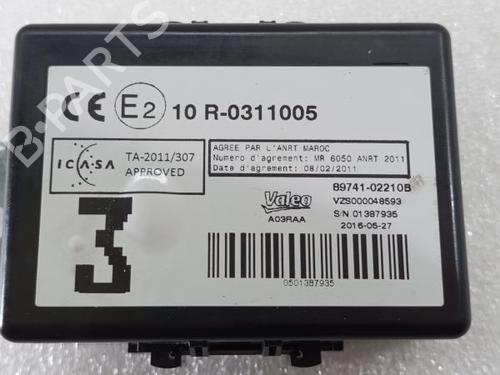 CE E2 10 R-0311005
ICASA
TA-2011/307
APPROVED
AGREE PAR L'ANRT MAROC
Numero d'agrement: MR 6050 ANRT 2011
Date d'agrement: 08/02/2011
3
Valeo
A03RAA
89741-02210B
VZS000048593
S/N 01387935
2016-05-27
0501387935
B-PARTS